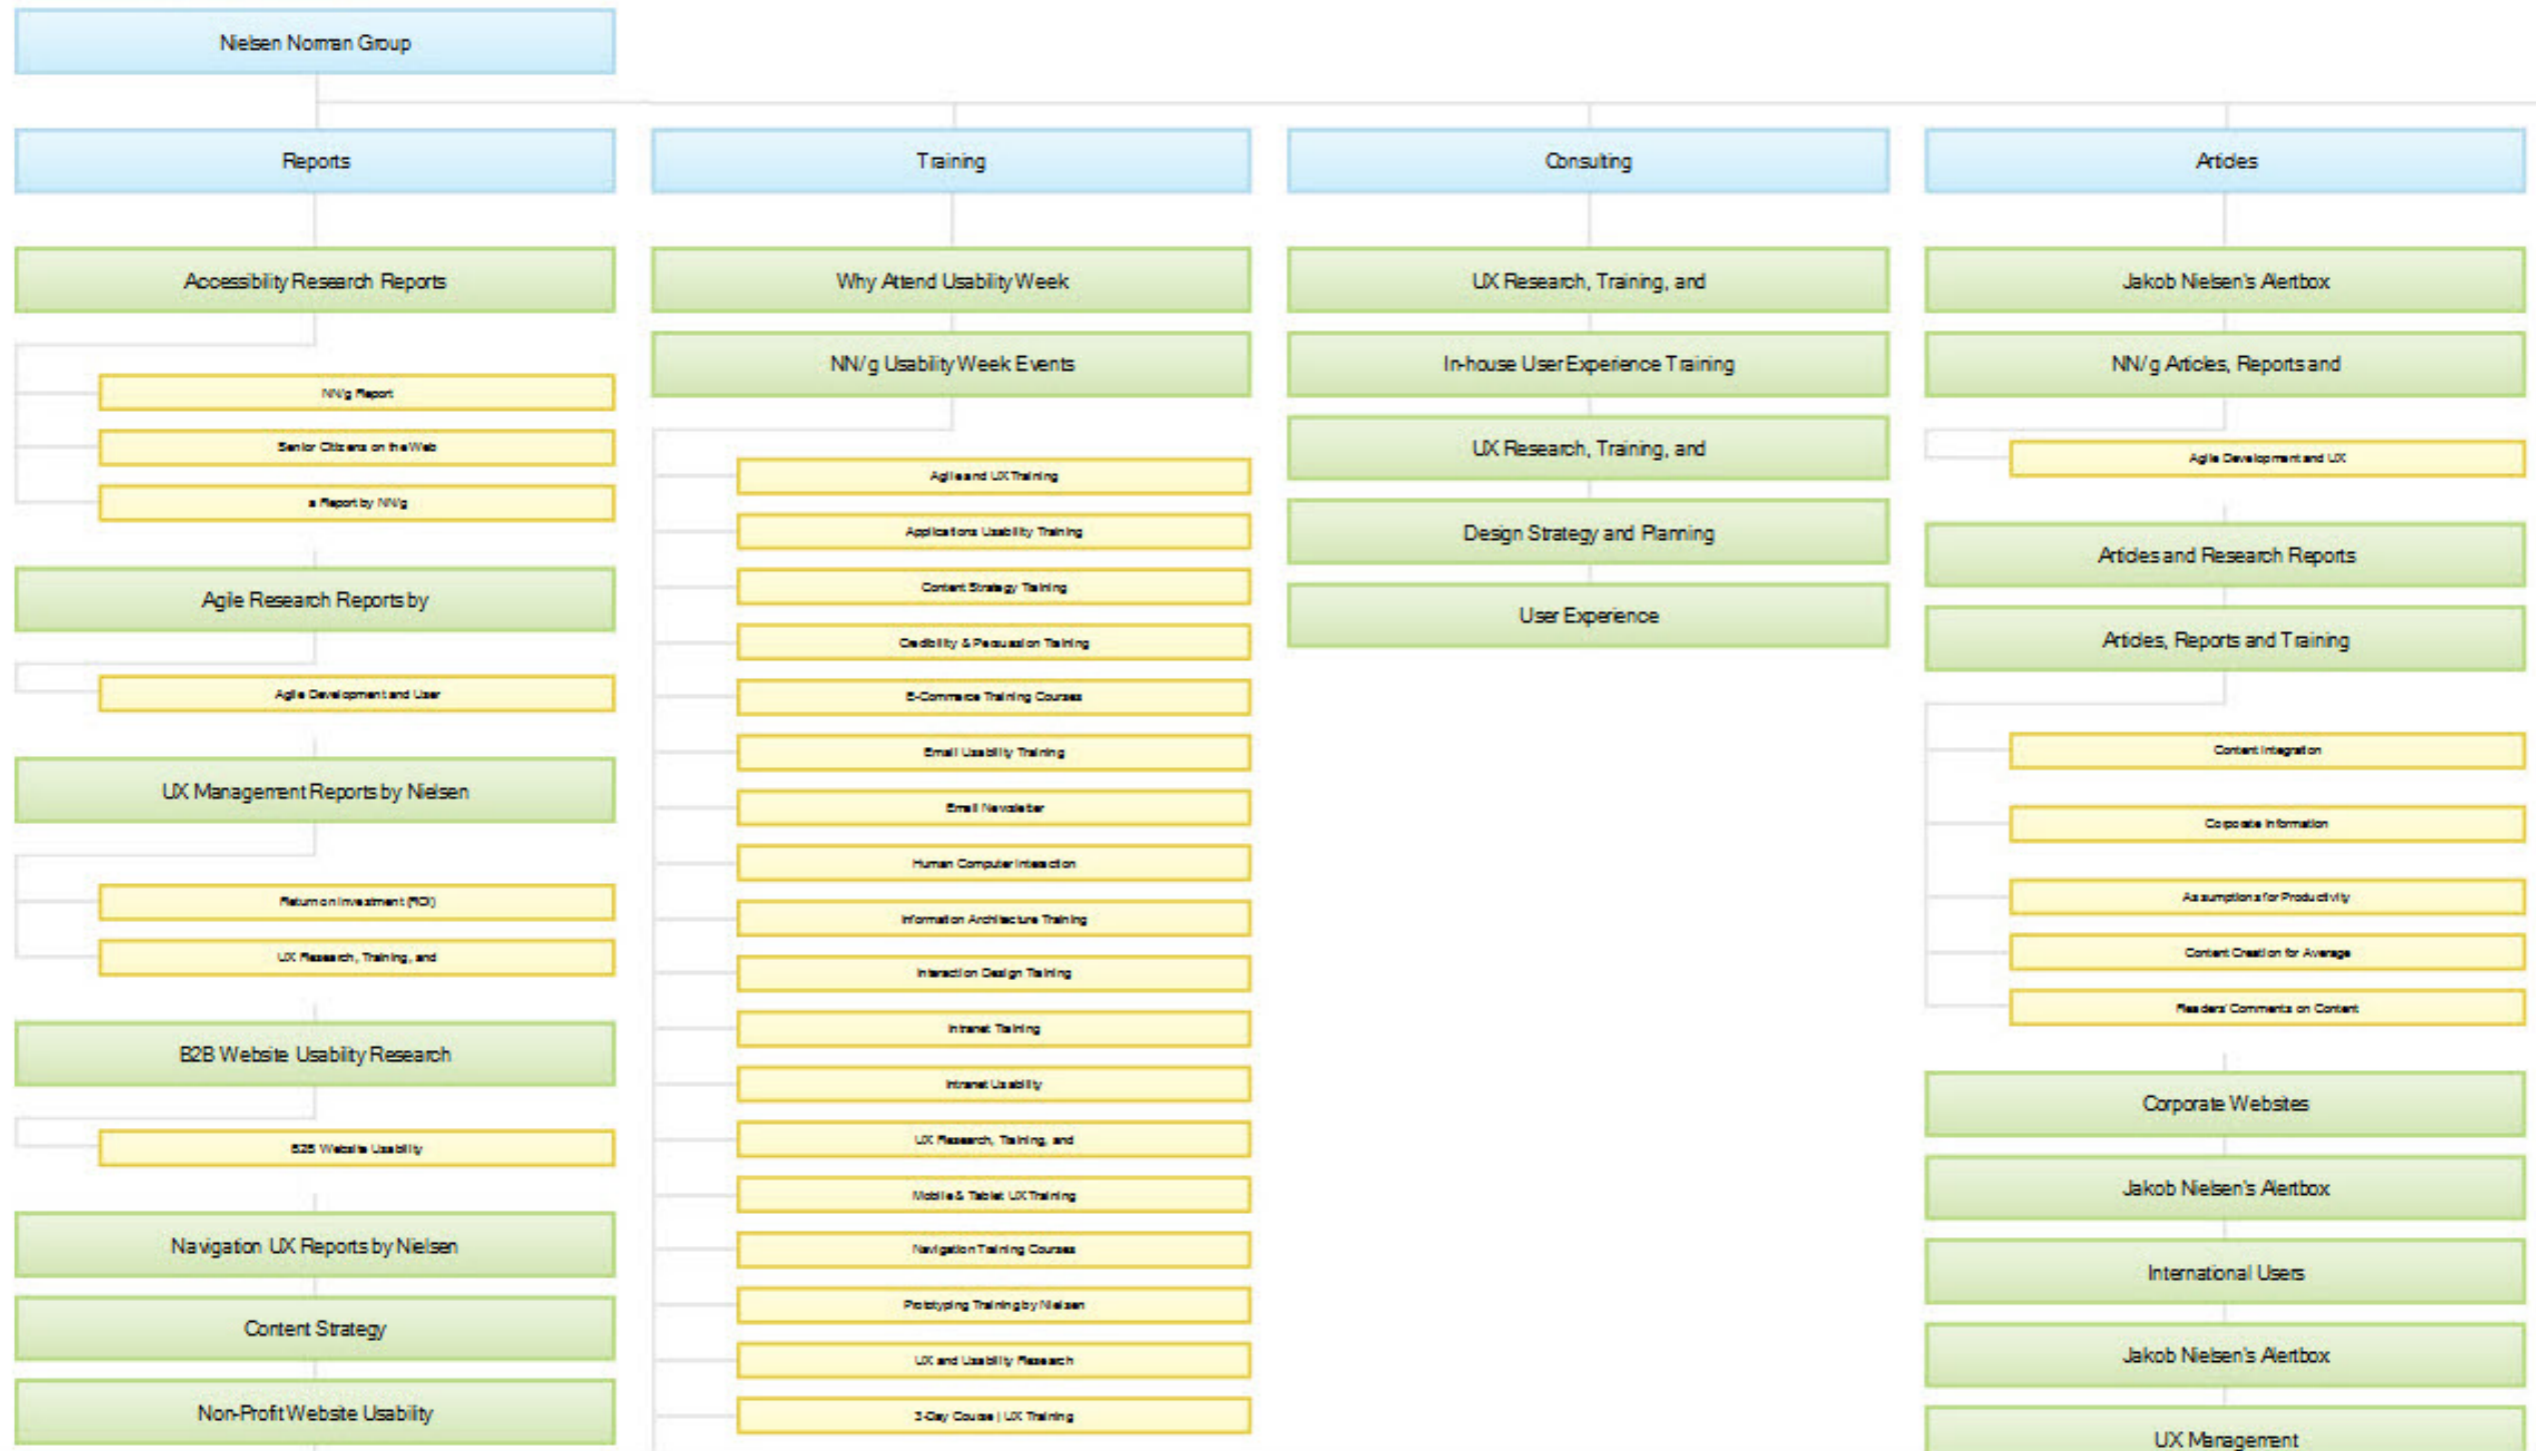 Nielsen Norman Group
Reports
Training
Consulting
Articles
Accessibility Research Reports
NN/g Report
Senior Citizens on the Web
a Report by NN/g
Agile Research Reports by
Agile Development and User
UX Management Reports by Nielsen
Return on Investment (ROI)
UX Research, Training, and
B2B Website Usability Research
B2B Website Usability
Navigation UX Reports by Nielsen
Content Strategy
Non-Profit Website Usability
Why Attend Usability Week
NN/g Usability Week Events
Agile and UX Training
Applications Usability Training
Content Strategy Training
Credibility & Persuasion Training
E-Commerce Training Courses
Email Usability Training
Email Newsletter
Human Computer Interaction
Information Architecture Training
Interaction Design Training
Intranet Training
Intranet Usability
UX Research, Training, and
Mobile & Tablet UX Training
Navigation Training Courses
Prototyping Training by Nielsen
UX and Usability Research
3-Day Course | UX Training
UX Research, Training, and
In-house User Experience Training
UX Research, Training, and
Design Strategy and Planning
User Experience
Jakob Nielsen's Alertbox
NN/g Articles, Reports and
Agile Development and UX
Articles and Research Reports
Articles, Reports and Training
Content Integration
Corporate Information
Assumptions for Productivity
Content Creation for Average
Readers' Comments on Content
Corporate Websites
Jakob Nielsen's Alertbox
International Users
Jakob Nielsen's Alertbox
UX Management